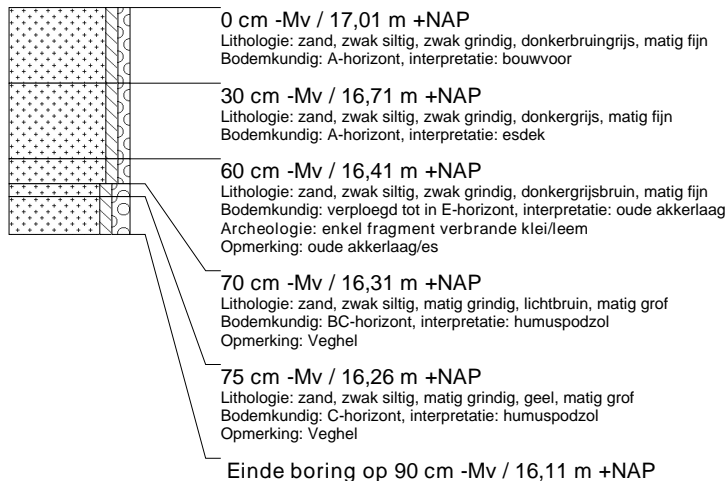 0 cm -Mv / 17,01 m +NAP
Lithologie: zand, zwak siltig, zwak grindig, donkerbruingrijs, matig fijn
Bodemkundig: A-horizont, interpretatie: bouwvoor
30 cm -Mv / 16,71 m +NAP
Lithologie: zand, zwak siltig, zwak grindig, donkergrijs, matig fijn
Bodemkundig: A-horizont, interpretatie: esdek
60 cm -Mv / 16,41 m +NAP
Lithologie: zand, zwak siltig, zwak grindig, donkergrijsbruin, matig fijn
Bodemkundig: verploegd tot in E-horizont, interpretatie: oude akkerlaag
Archeologie: enkel fragment verbrande klei/leem
Opmerking: oude akkerlaag/es
70 cm -Mv / 16,31 m +NAP
Lithologie: zand, zwak siltig, matig grindig, lichtbruin, matig grof
Bodemkundig: BC-horizont, interpretatie: humuspodzol
Opmerking: Veghel
75 cm -Mv / 16,26 m +NAP
Lithologie: zand, zwak siltig, matig grindig, geel, matig grof
Bodemkundig: C-horizont, interpretatie: humuspodzol
Opmerking: Veghel
Einde boring op 90 cm -Mv / 16,11 m +NAP